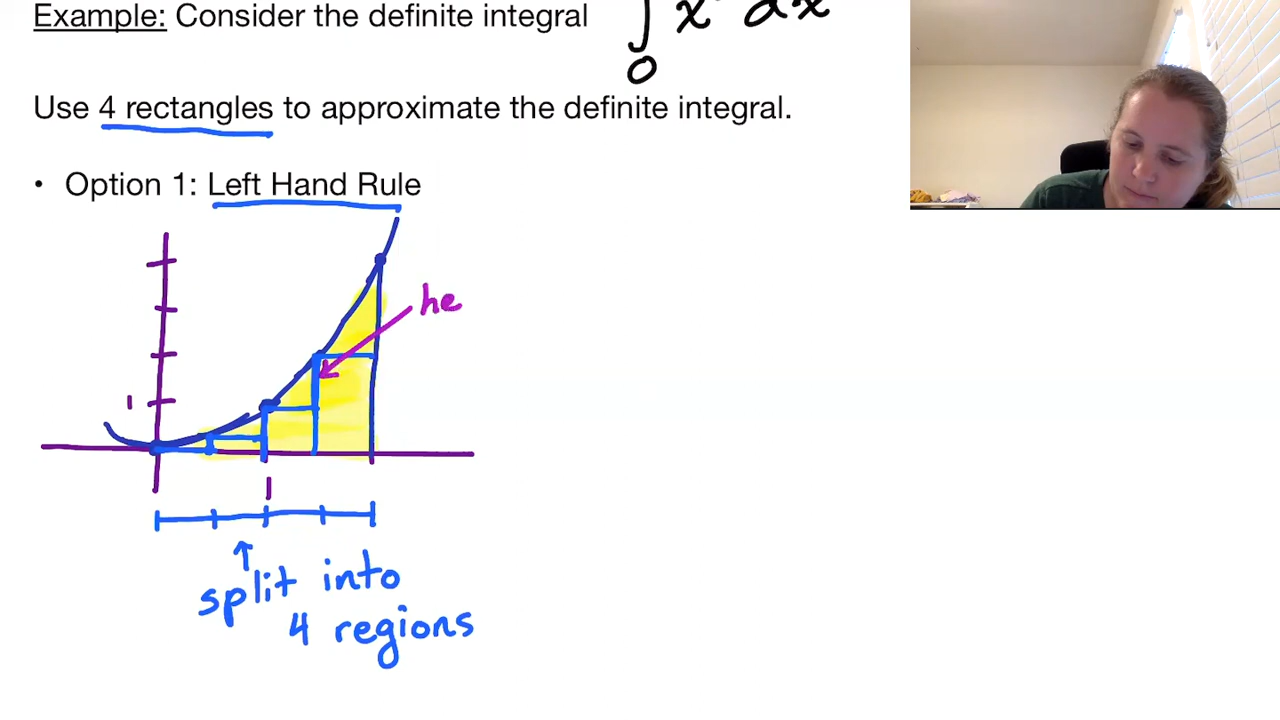 Example: Consider the definite integral
∫ x dx
0
Use 4 rectangles to approximate the definite integral.
• Option 1: Left Hand Rule
he
1
1
split into
4 regions